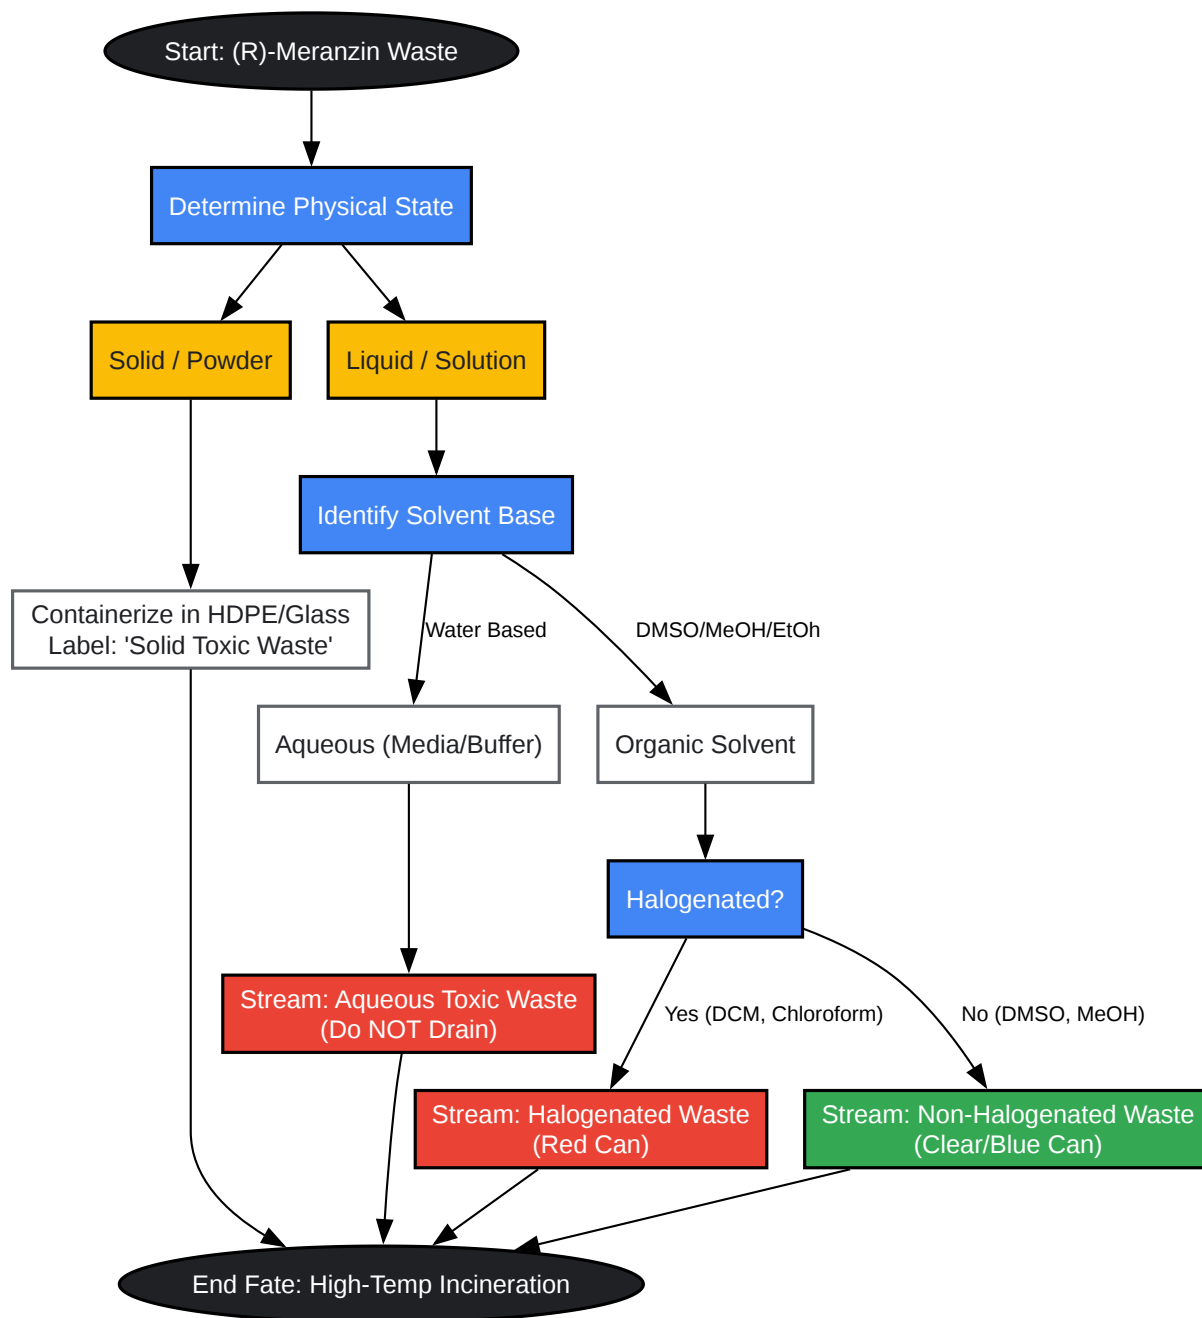 Start: (R)-Meranzin Waste
Determine Physical State
Solid / Powder
Liquid / Solution
Identify Solvent Base
Containerize in HDPE/Glass
Label: 'Solid Toxic Waste'
Water Based
DMSO/MeOH/EtOh
Aqueous (Media/Buffer)
Organic Solvent
Halogenated?
Stream: Aqueous Toxic Waste
(Do NOT Drain)
Yes (DCM, Chloroform)
No (DMSO, MeOH)
Stream: Halogenated Waste
(Red Can)
Stream: Non-Halogenated Waste
(Clear/Blue Can)
End Fate: High-Temp Incineration